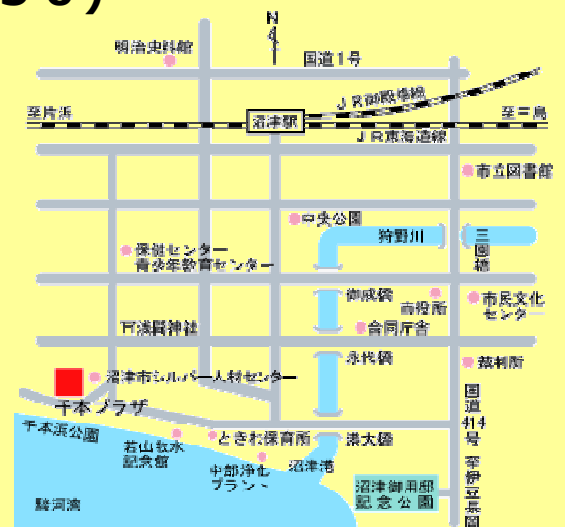 N
明治史料館
国道1号
JR御殿場線
至片浜
沼津駅
至三島
JR東海道線
市立図書館
中央公園
狩野川
三園橋
保健センター
青少年教育センター
御成橋
市役所
市民文化
センター
浅間神社
合同庁舎
永代橋
裁判所
沼津市シルバー人材センター
千本プラザ
国道414号
至伊豆長岡
千本浜公園
若山牧水
記念館
ときわ保育所
港大橋
中部浄化
プラント
沼津港
沼津御用邸
記念公園
駿河湾